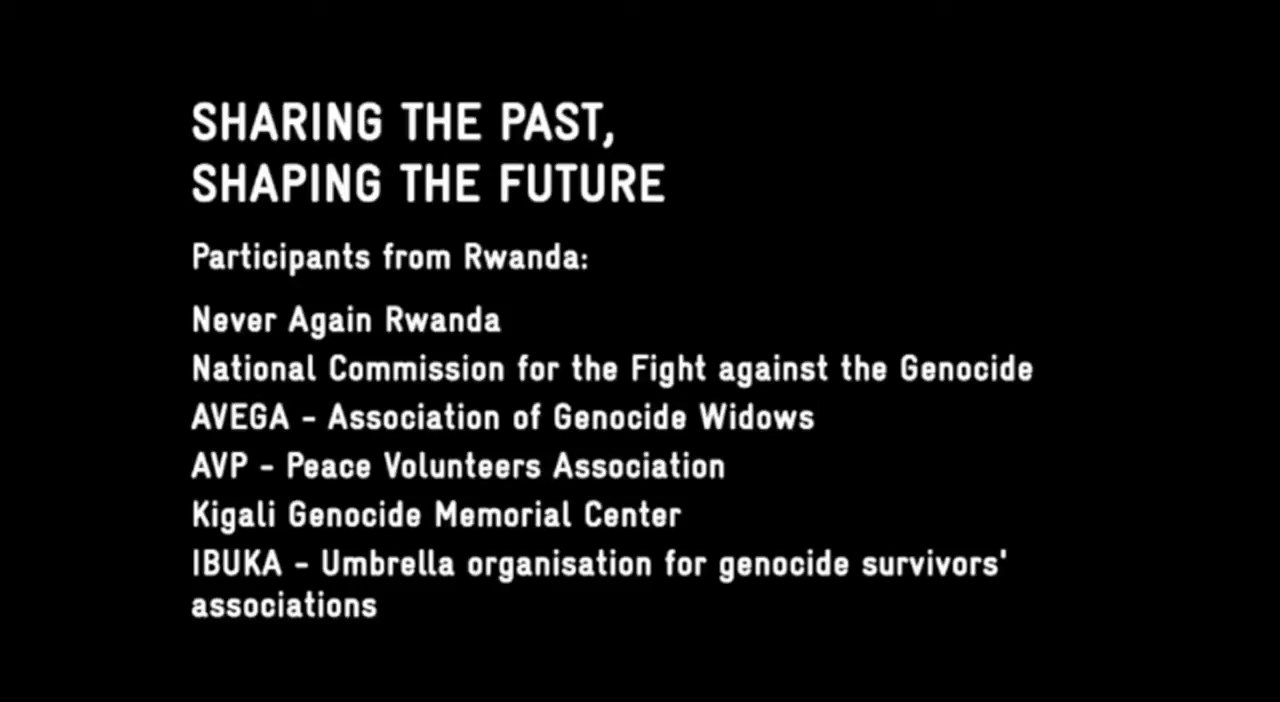 SHARING THE PAST,
SHAPING THE FUTURE
Participants from Rwanda:
Never Again Rwanda
National Commission for the Fight against the Genocide
AVEGA - Association of Genocide Widows
AVP - Peace Volunteers Association
Kigali Genocide Memorial Center
IBUKA - Umbrella organisation for genocide survivors'
associations